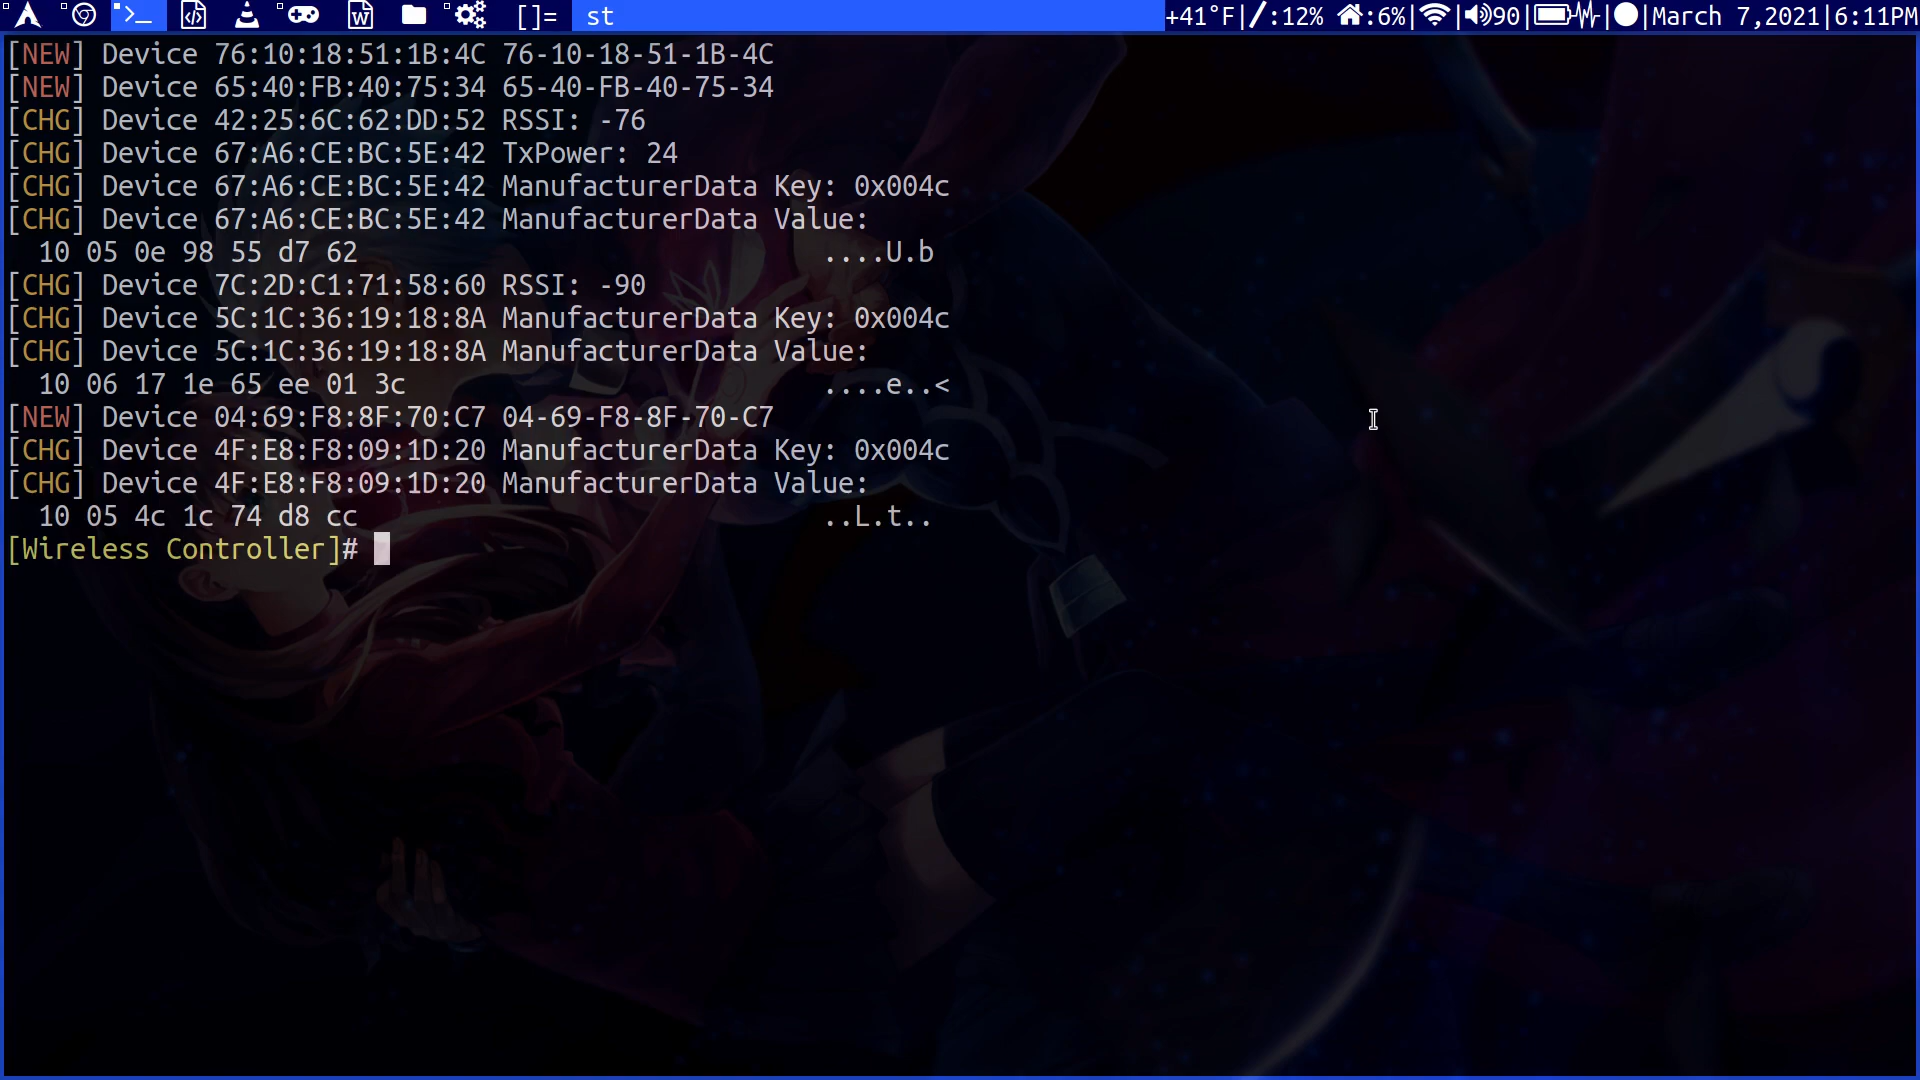 []= st +41°F|/:12% :6%| |90| | |March 7,2021|6:11PM
[NEW] Device 76:10:18:51:1B:4C 76-10-18-51-1B-4C
[NEW] Device 65:40:FB:40:75:34 65-40-FB-40-75-34
[CHG] Device 42:25:6C:62:DD:52 RSSI: -76
[CHG] Device 67:A6:CE:BC:5E:42 TxPower: 24
[CHG] Device 67:A6:CE:BC:5E:42 ManufacturerData Key: 0x004c
[CHG] Device 67:A6:CE:BC:5E:42 ManufacturerData Value:
  10 05 0e 98 55 d7 62                             ....U.b
[CHG] Device 7C:2D:C1:71:58:60 RSSI: -90
[CHG] Device 5C:1C:36:19:18:8A ManufacturerData Key: 0x004c
[CHG] Device 5C:1C:36:19:18:8A ManufacturerData Value:
  10 06 17 1e 65 ee 01 3c                          ....e..<
[NEW] Device 04:69:F8:8F:70:C7 04-69-F8-8F-70-C7
[CHG] Device 4F:E8:F8:09:1D:20 ManufacturerData Key: 0x004c
[CHG] Device 4F:E8:F8:09:1D:20 ManufacturerData Value:
  10 05 4c 1c 74 d8 cc                             ..L.t..
[Wireless Controller]#